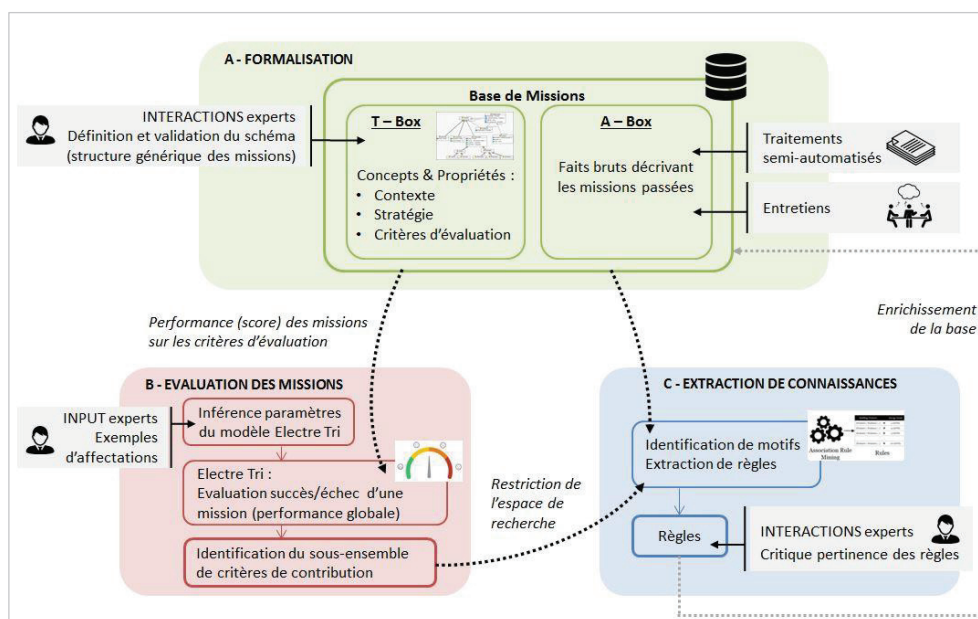 A - FORMALISATION
Base de Missions
INTERACTIONS experts
Définition et validation du schéma
(structure générique des missions)
T – Box
Concepts & Propriétés :
• Contexte
• Stratégie
• Critères d'évaluation
A – Box
Faits bruts décrivant
les missions passées
Traitements
semi-automatisés
Entretiens
Performance (score) des missions
sur les critères d'évaluation
Enrichissement
de la base
B - EVALUATION DES MISSIONS
INPUT experts
Exemples
d'affectations
Inférence paramètres
du modèle Electre Tri
Electre Tri :
Evaluation succès/échec d'une
mission (performance globale)
Identification du sous-ensemble
de critères de contribution
Restriction de
l'espace de
recherche
C - EXTRACTION DE CONNAISSANCES
Identification de motifs
Extraction de règles
Association Rule
Mining
Rules
Règles
INTERACTIONS experts
Critique pertinence des règles